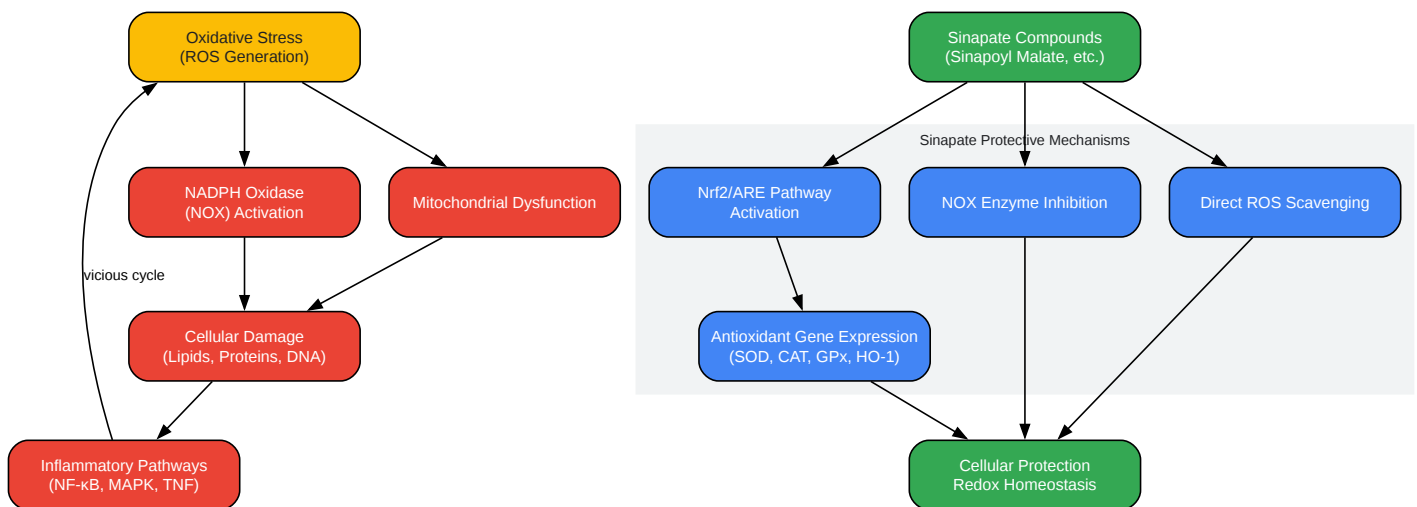 Oxidative Stress
(ROS Generation)
NADPH Oxidase
(NOX) Activation
Mitochondrial Dysfunction
vicious cycle
Cellular Damage
(Lipids, Proteins, DNA)
Inflammatory Pathways
(NF-κB, MAPK, TNF)
Sinapate Compounds
(Sinapoyl Malate, etc.)
Sinapate Protective Mechanisms
Nrf2/ARE Pathway
Activation
NOX Enzyme Inhibition
Direct ROS Scavenging
Antioxidant Gene Expression
(SOD, CAT, GPx, HO-1)
Cellular Protection
Redox Homeostasis